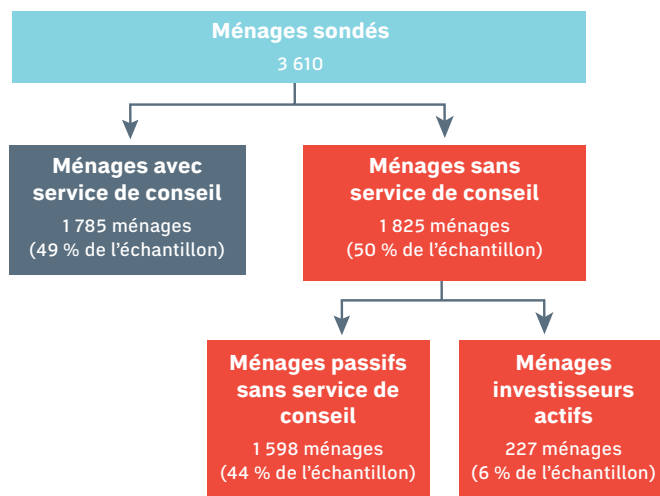 Ménages sondés
3 610
Ménages avec
service de conseil
1 785 ménages
(49 % de l’échantillon)
Ménages sans
service de conseil
1 825 ménages
(50 % de l’échantillon)
Ménages passifs
sans service de
conseil
1 598 ménages
(44 % de l’échantillon)
Ménages
investisseurs
actifs
227 ménages
(6 % de l’échantillon)